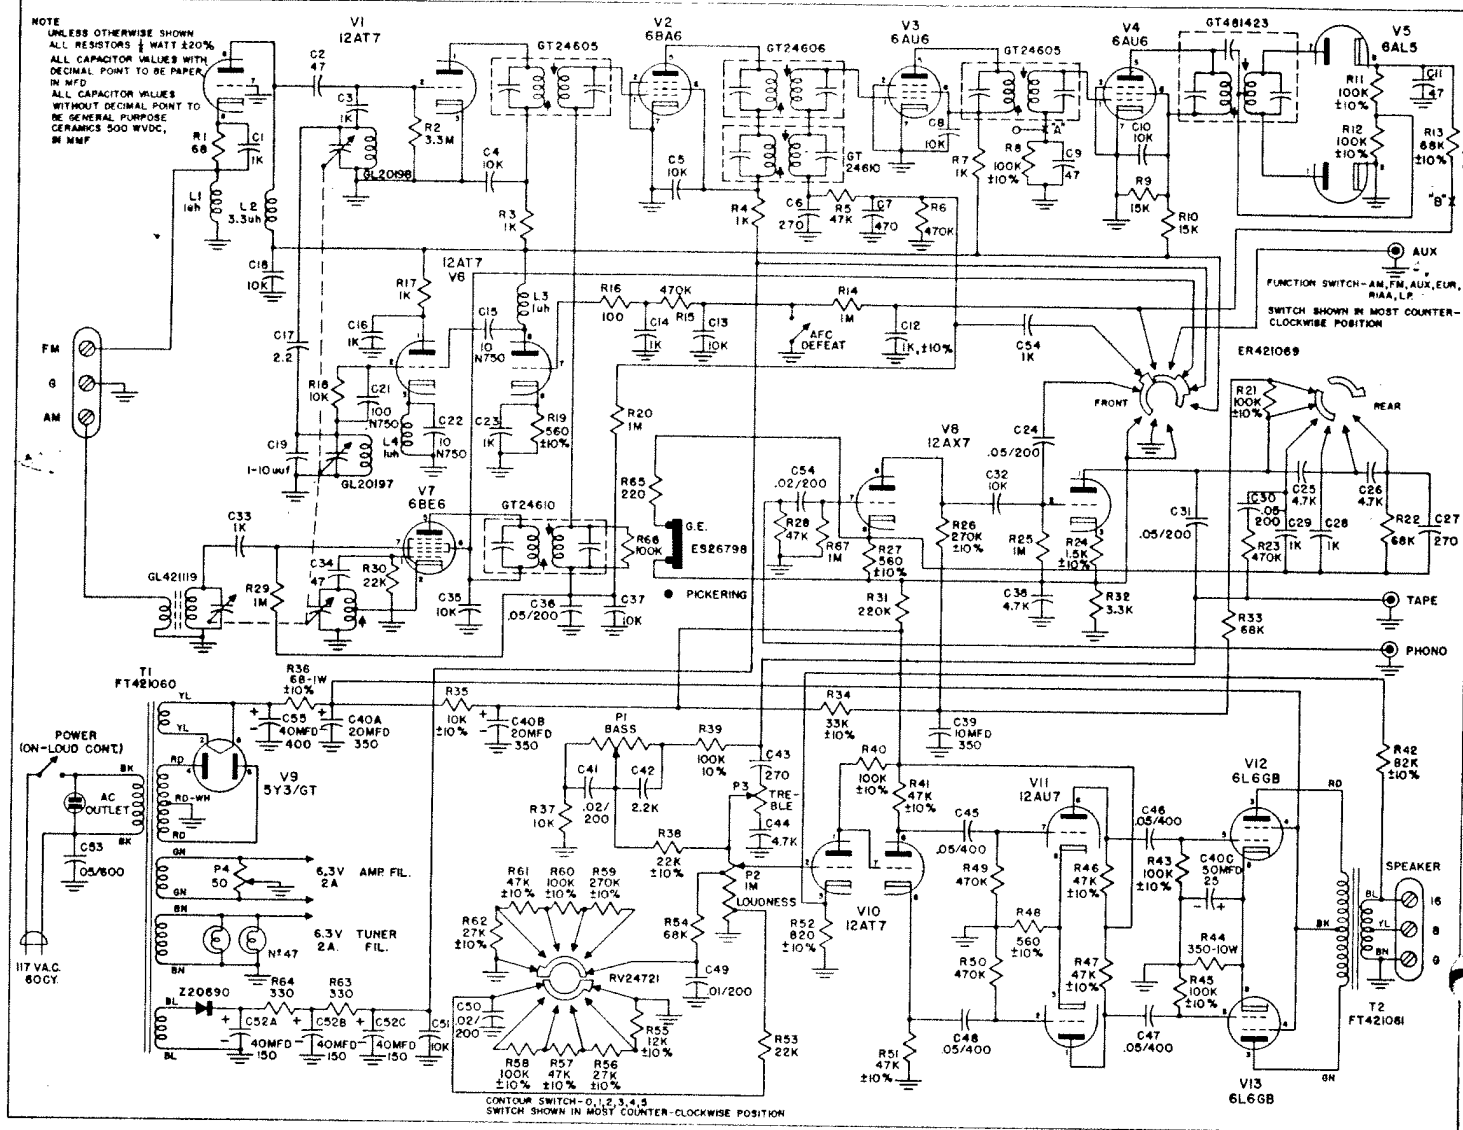 NOTE
UNLESS OTHERWISE SHOWN
ALL RESISTORS ½ WATT ±20%
ALL CAPACITOR VALUES WITH
DECIMAL POINT TO BE PAPER
IN MFD
ALL CAPACITOR VALUES
WITHOUT DECIMAL POINT TO
BE GENERAL PURPOSE
CERAMICS 500 WVDC,
IN MMF
V1
12AT7
C2
47
C3
1K
R1
68
C1
1K
L1
1uh
L2
3.3uh
GL20198
R2
3.3M
C4
10K
R3
1K
GT24605
V2
6BA6
C5
10K
GT24606
GT
24610
R4
1K
C6
270
R5
47K
C7
470
R6
470K
V3
6AU6
C8
10K
R7
1K
GT24605
"A"
R8
100K
±10%
C9
47
V4
6AU6
C10
10K
R9
15K
R10
15K
GT481423
V5
6AL5
R11
100K
±10%
R12
100K
±10%
C11
47
R13
68K
±10%
"B"
AUX
FUNCTION SWITCH-AM, FM, AUX, EUR,
RIAA, LP.
SWITCH SHOWN IN MOST COUNTER-
CLOCKWISE POSITION
C18
10K
FM
G
AM
C17
2.2
12AT7
V6
R17
1K
C16
1K
C15
10
N750
L3
1uh
R18
10K
C21
100
N750
L4
1uh
C22
10
N750
C23
1K
R19
560
±10%
C19
1-10uuf
GL20197
R16
100
470K
R15
C14
1K
C13
10K
AFC
DEFEAT
R14
1M
C12
1K,±10%
C54
1K
ER421069
FRONT
REAR
R21
100K
±10%
R20
1M
R65
220
G.E.
ES26798
PICKERING
V8
12AX7
C54
.02/200
R28
47K
R67
1M
R27
560
±10%
R26
270K
±10%
C24
.05/200
C32
10K
R25
1M
R24
1.5K
±10%
C38
4.7K
R32
3.3K
R31
220K
C31
.05/200
C30
.05
200
R23
470K
C25
4.7K
C29
1K
C28
1K
C26
4.7K
R22
68K
C27
270
R33
68K
TAPE
PHONO
V7
6BE6
GT24610
C33
1K
GL421119
R29
1M
C34
47
R30
22K
C35
10K
C36
.05/200
R66
100K
C37
10K
T1
FT421060
YL
YL
RD
RD-WH
RD
GN
GN
BN
BN
BL
BL
POWER
(ON-LOUD CONT.)
AC
OUTLET
BK
BK
C53
.05/600
117 V.A.C.
60CY.
V9
5Y3/GT
R36
68-1W
±10%
C55
40MFD
400
C40A
20MFD
350
R35
10K
±10%
C40B
20MFD
350
P4
50
6.3V AMP. FIL.
2A
6.3V TUNER
2A. FIL.
Nº47
Z20690
R64
330
R63
330
C52A
40MFD
150
C52B
40MFD
150
C52C
40MFD
150
C51
10K
P1
BASS
C41
.02/
200
C42
2.2K
R37
10K
R38
22K
±10%
R39
100K
10%
C43
270
P3
TRE-
BLE
C44
4.7K
P2
1M
LOUDNESS
R34
33K
±10%
C39
10MFD
350
R61
47K
±10%
R60
100K
±10%
R59
270K
±10%
R62
27K
±10%
RV24721
C50
.02/
200
R58
100K
±10%
R57
47K
±10%
R56
27K
±10%
R55
12K
±10%
R54
68K
C49
.01/200
R53
22K
CONTOUR SWITCH-0,1,2,3,4,5
SWITCH SHOWN IN MOST COUNTER-CLOCKWISE POSITION
R40
100K
±10%
R41
47K
±10%
V10
12AT7
R52
820
±10%
R51
47K
±10%
C45
.05/400
C48
.05/400
R49
470K
R50
470K
R48
560
±10%
V11
12AU7
R46
47K
±10%
R47
47K
±10%
C46
.05/400
C47
.05/400
R43
100K
±10%
C40C
50MFD
25
R44
350-10W
R45
100K
±10%
V12
6L6GB
V13
6L6GB
RD
BK
GN
R42
82K
±10%
SPEAKER
BL
16
YL
8
BN
T2
FT421061